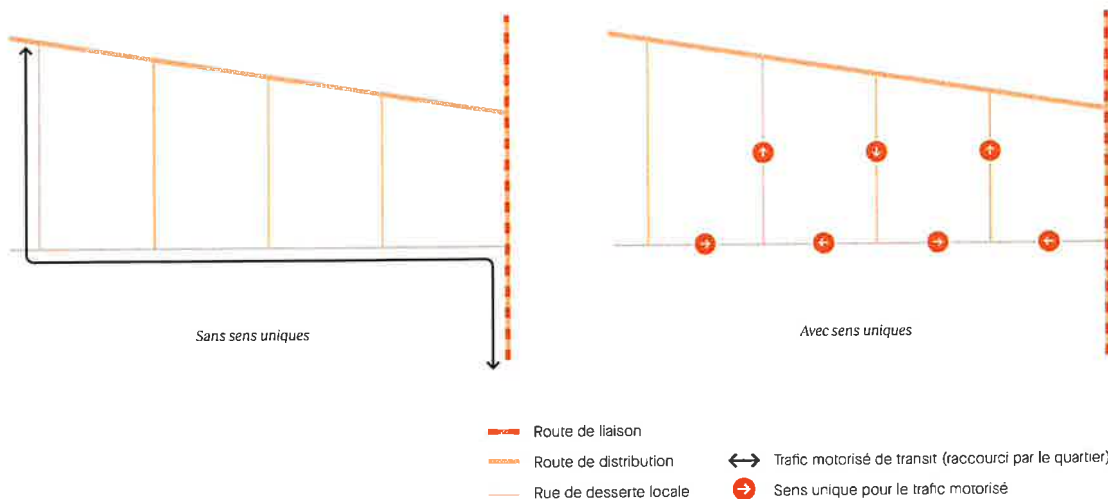 Sans sens uniques
Avec sens uniques
Route de liaison
Route de distribution
Rue de desserte locale
Trafic motorisé de transit (raccourci par le quartier)
Sens unique pour le trafic motorisé